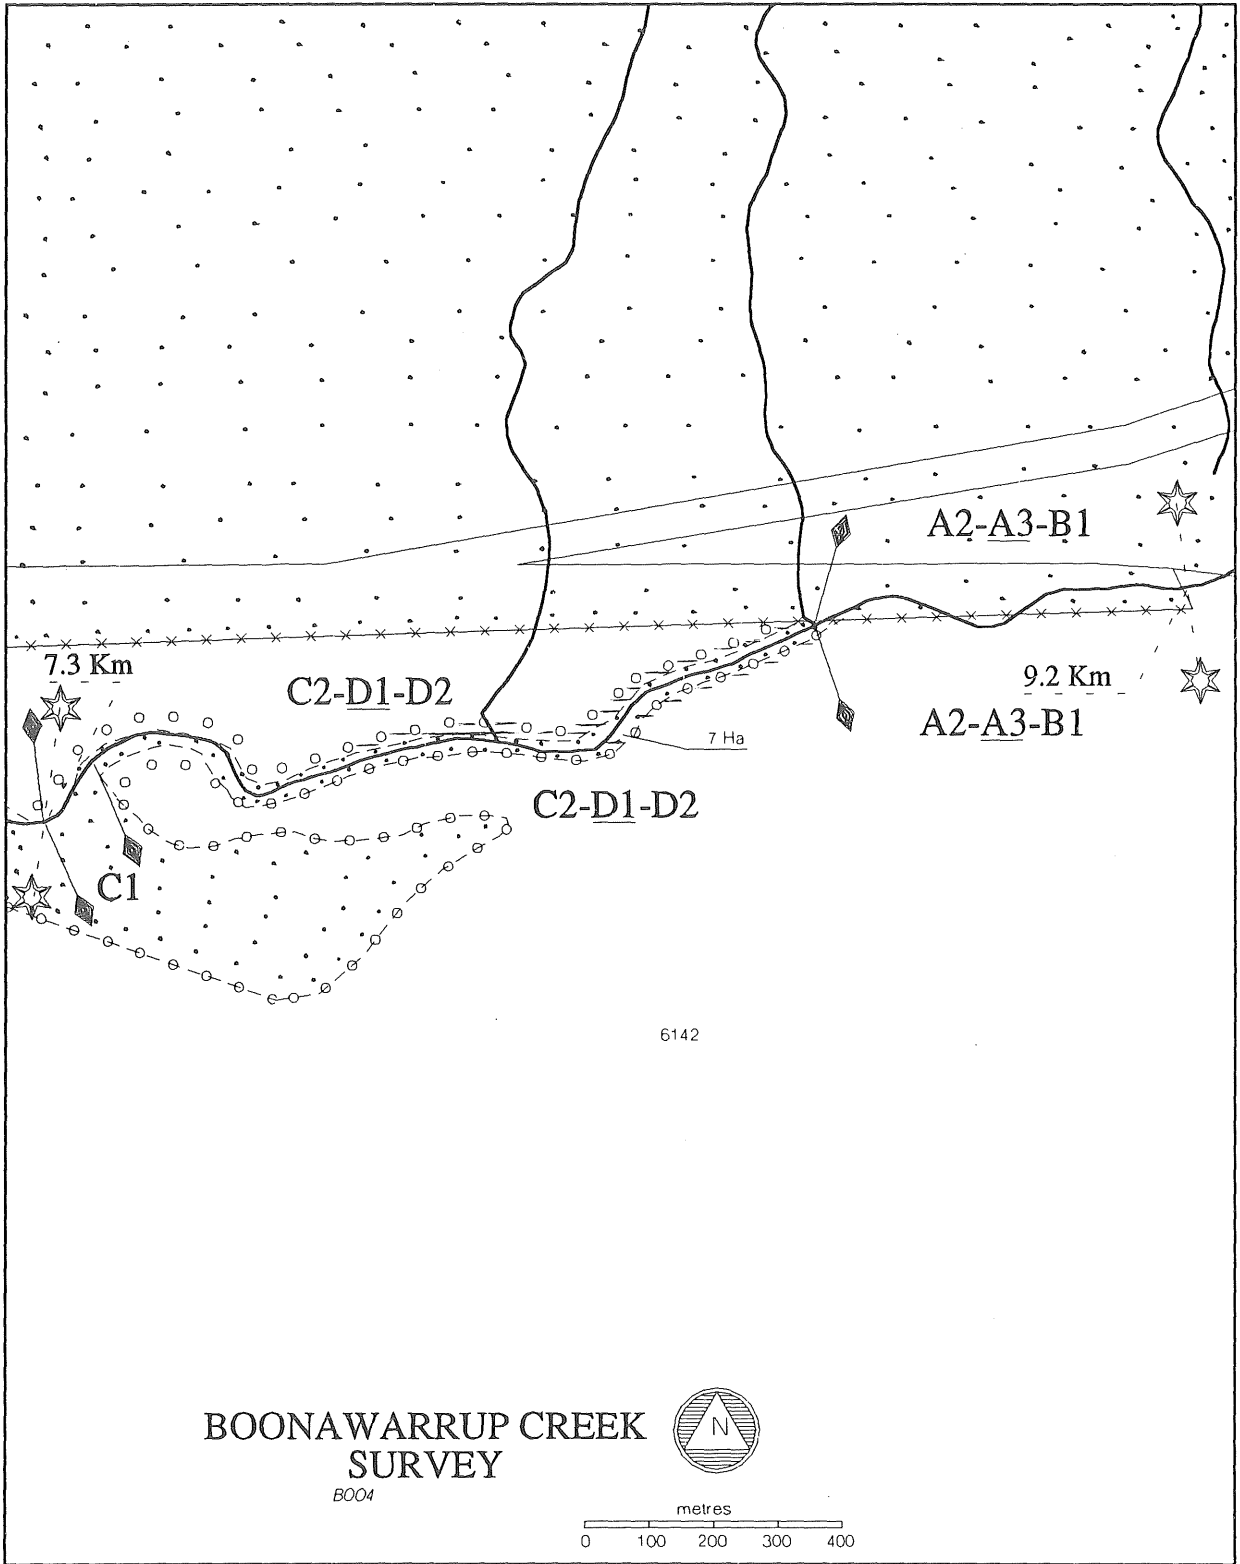 A2-A3-B1
7.3 Km
C2-D1-D2
9.2 Km
A2-A3-B1
7 Ha
C2-D1-D2
C1
6142
BOONAWARRUP CREEK
SURVEY
N
B004
metres
0 100 200 300 400